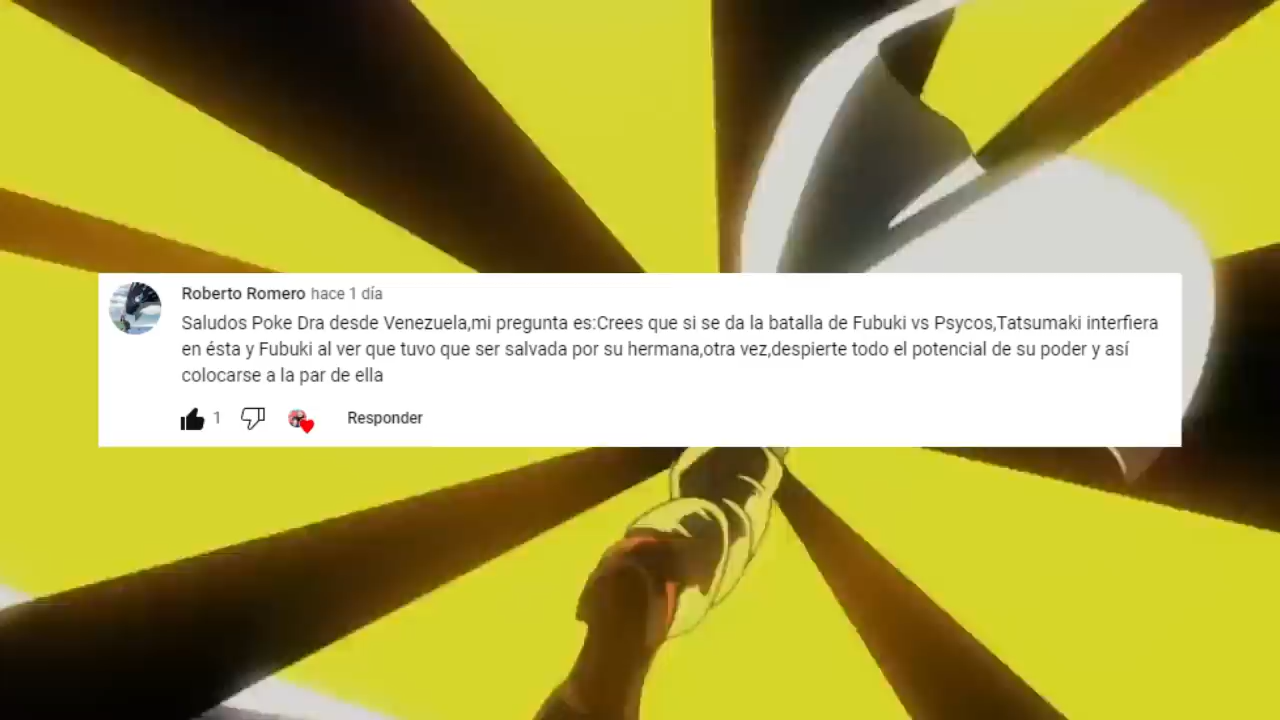 Roberto Romero hace 1 día
Saludos Poke Dra desde Venezuela,mi pregunta es:Crees que si se da la batalla de Fubuki vs Psycos,Tatsumaki interfiera
en ésta y Fubuki al ver que tuvo que ser salvada por su hermana,otra vez,despierte todo el potencial de su poder y así
colocarse a la par de ella
1 Responder